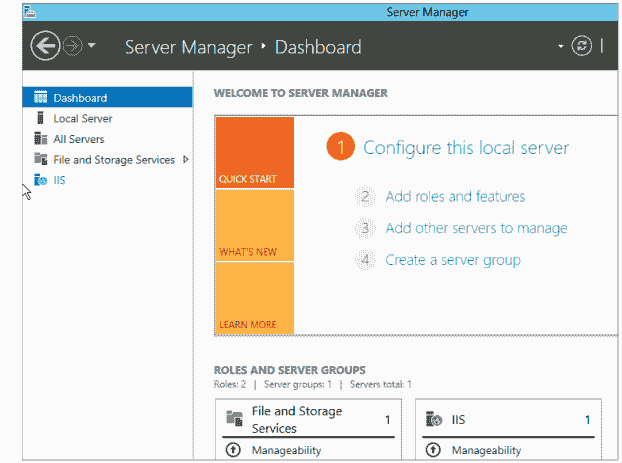 Server Manager
Server Manager • Dashboard
Dashboard
Local Server
All Servers
File and Storage Services
IIS
WELCOME TO SERVER MANAGER
QUICK START
WHAT'S NEW
LEARN MORE
1 Configure this local server
2 Add roles and features
3 Add other servers to manage
4 Create a server group
ROLES AND SERVER GROUPS
Roles: 2 | Server groups: 1 | Servers total: 1
File and Storage Services 1
Manageability
IIS 1
Manageability